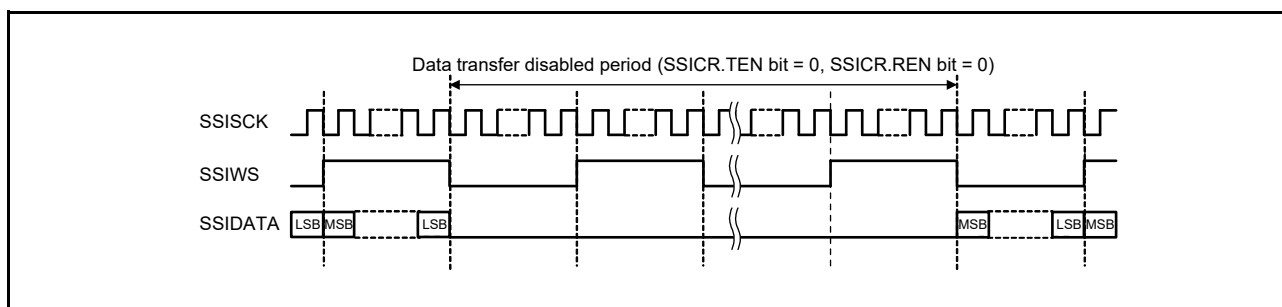 Data transfer disabled period (SSICR.TEN bit = 0, SSICR.REN bit = 0)
SSISCK
SSIWS
SSIDATA LSB MSB LSB MSB LSB MSB